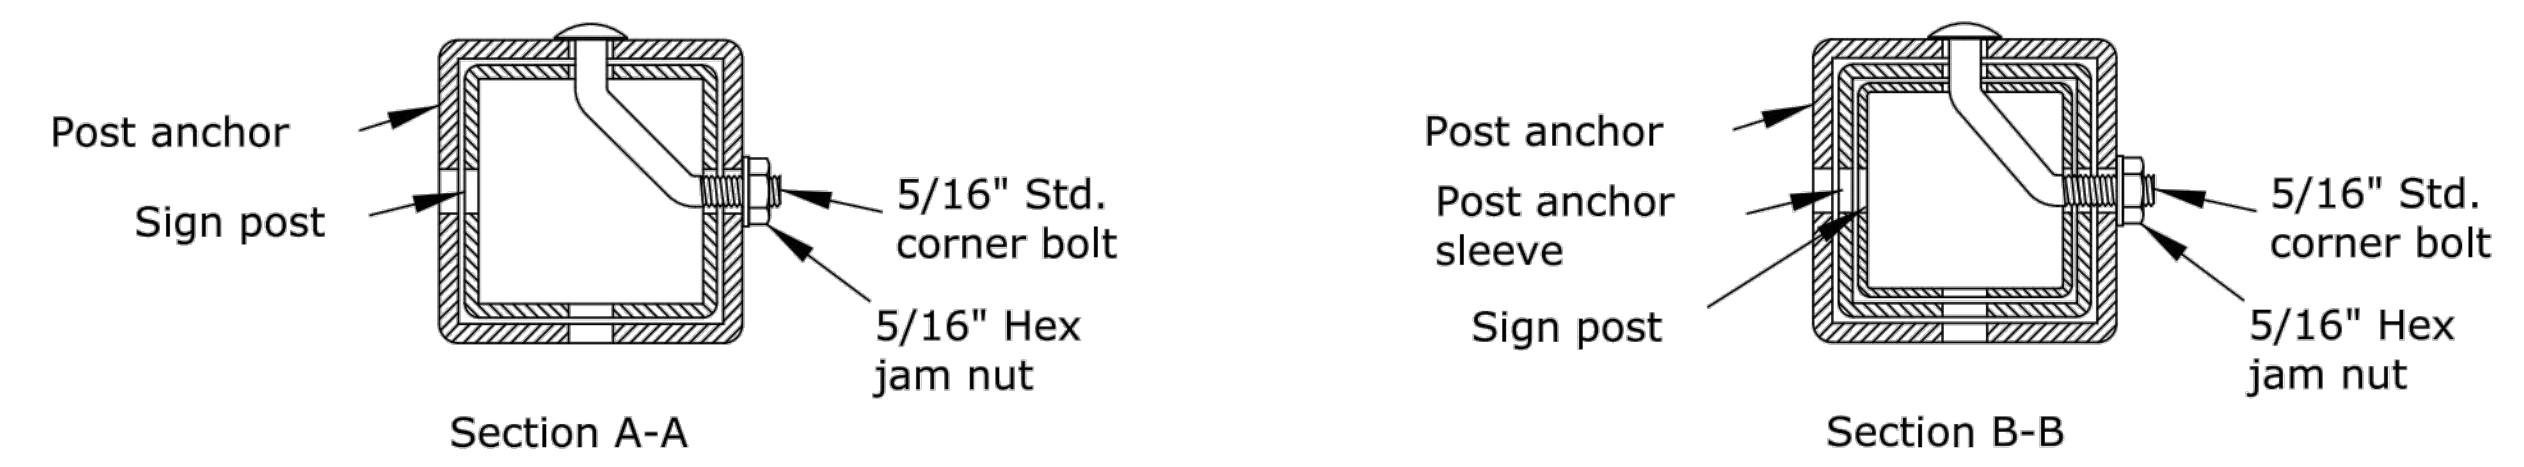 Post anchor
Sign post
5/16" Std.
corner bolt
5/16" Hex
jam nut
Section A-A
Post anchor
Post anchor
sleeve
Sign post
5/16" Std.
corner bolt
5/16" Hex
jam nut
Section B-B